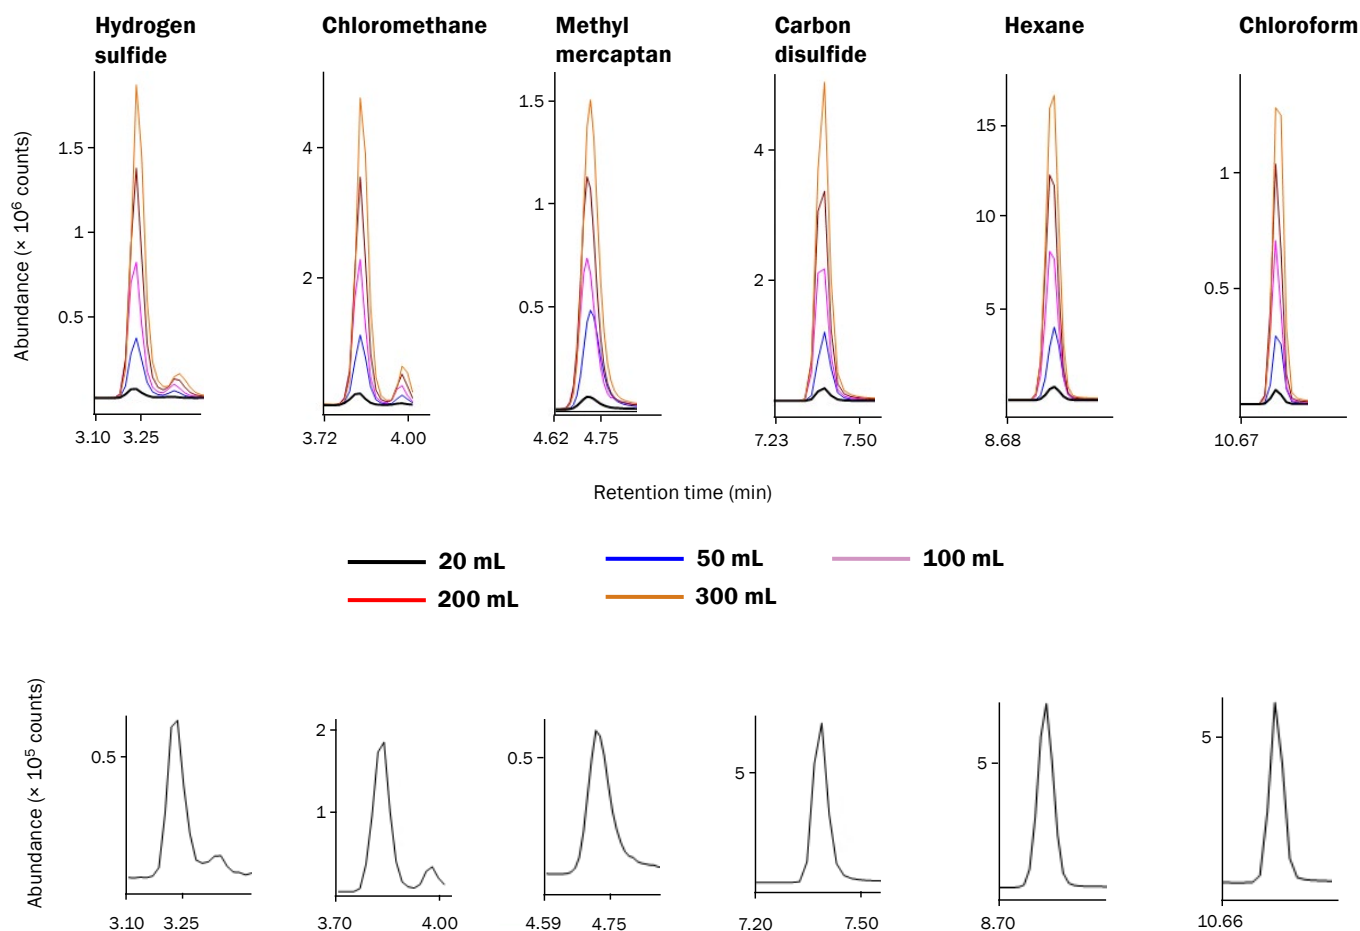 Hydrogen
sulfide
Chloromethane
Methyl
mercaptan
Carbon
disulfide
Hexane
Chloroform
Abundance (× 10⁶ counts)
1.5
1
0.5
3.10 3.25
4
2
3.72 4.00
1.5
1
0.5
4.62 4.75
4
2
7.23 7.50
15
10
5
8.68
1
0.5
10.67
Retention time (min)
20 mL
50 mL
100 mL
200 mL
300 mL
Abundance (× 10⁵ counts)
0.5
3.10 3.25
2
1
3.70 4.00
0.5
4.59 4.75
5
7.20 7.50
5
8.70
5
10.66